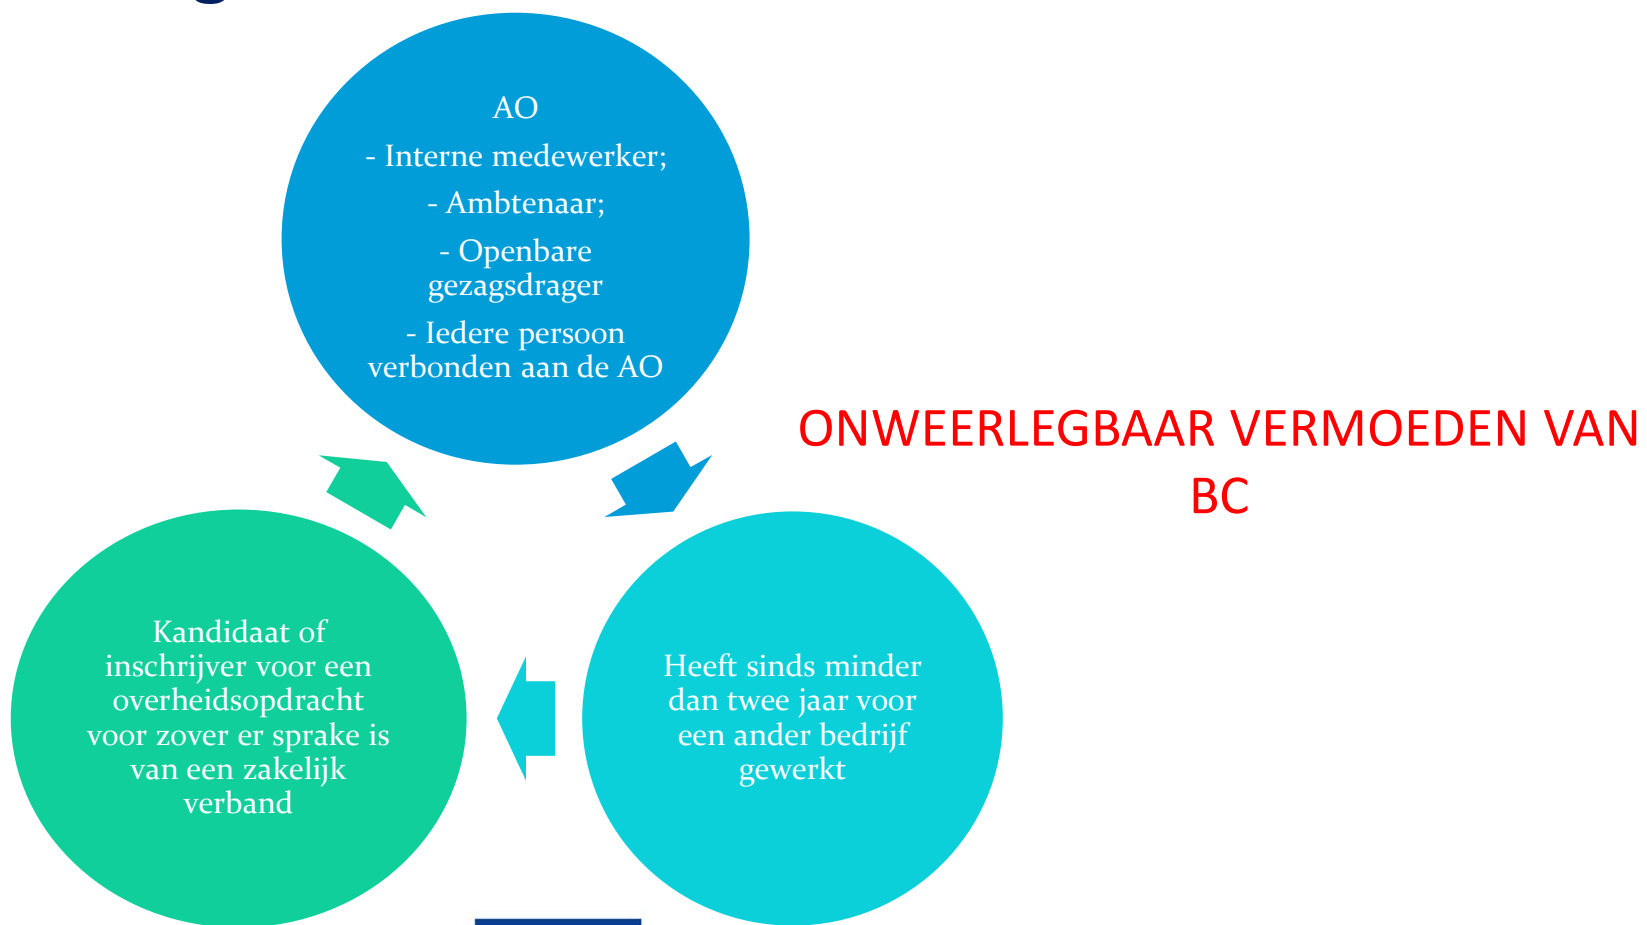 AO
- Interne medewerker;
- Ambtenaar;
- Openbare
gezagsdrager
- Iedere persoon
verbonden aan de AO
ONWEERLEGBAAR VERMOEDEN VAN
BC
Heeft sinds minder
dan twee jaar voor
een ander bedrijf
gewerkt
Kandidaat of
inschrijver voor een
overheidsopdracht
voor zover er sprake is
van een zakelijk
verband